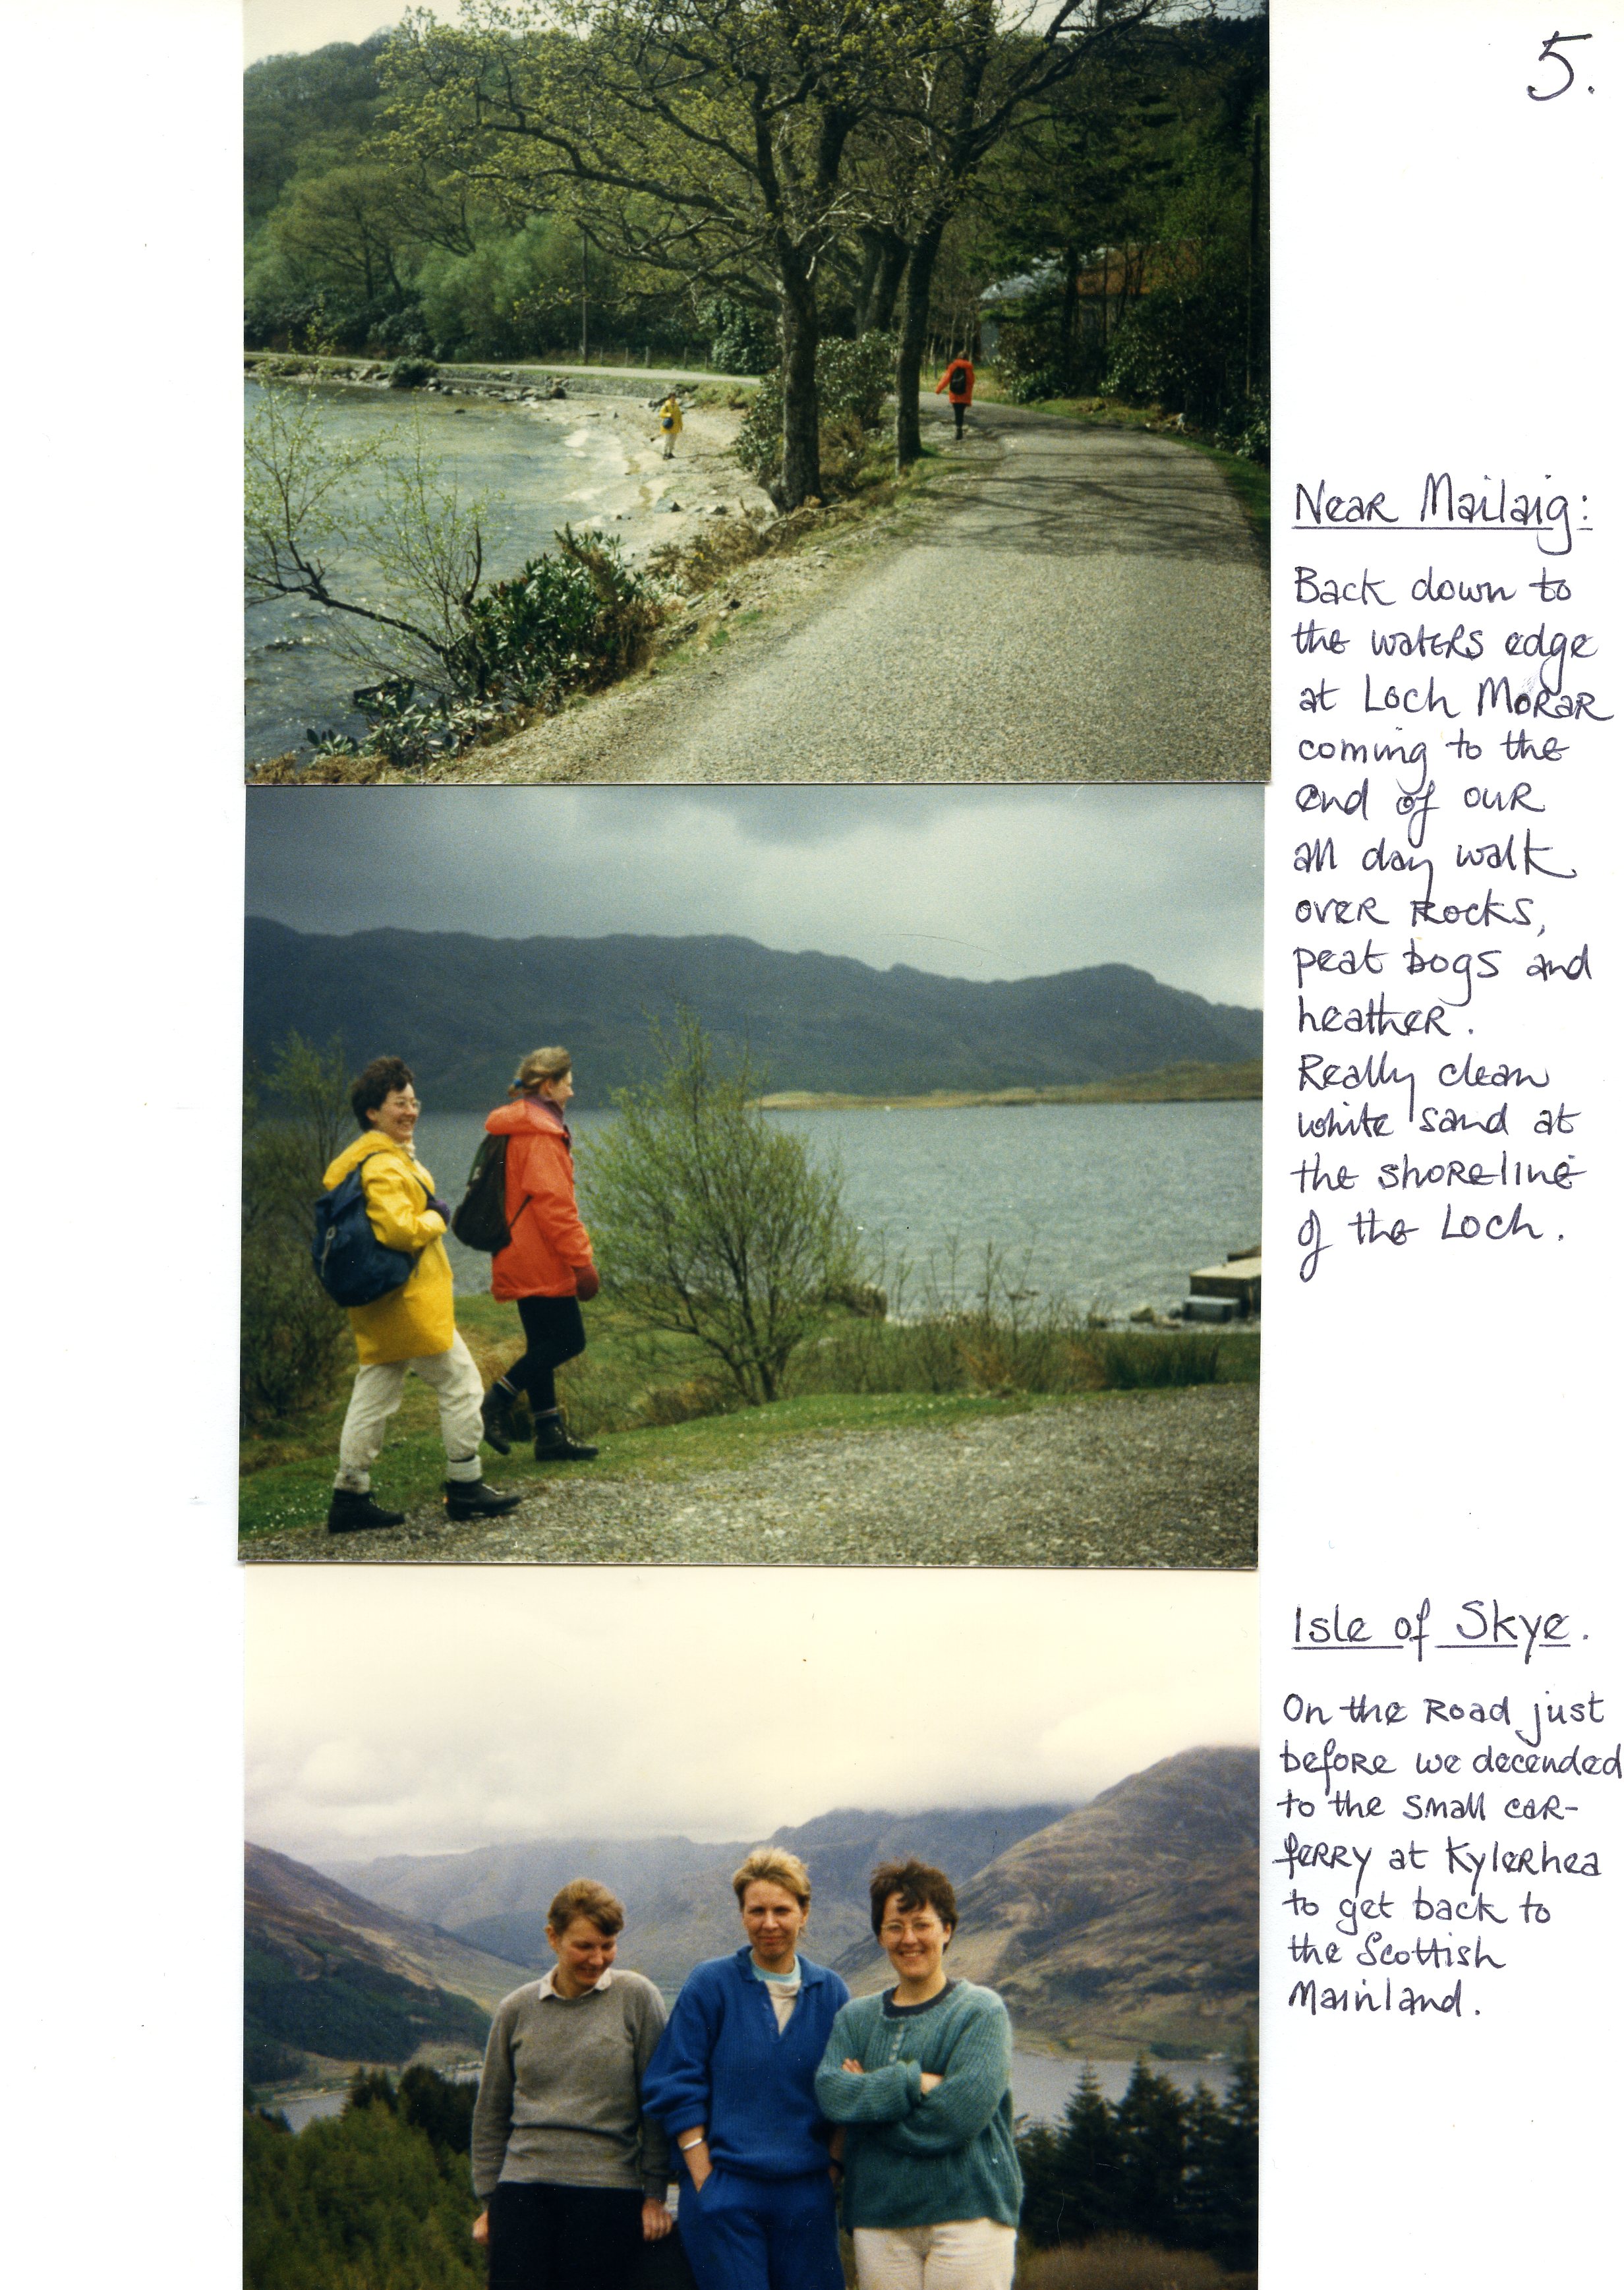 5.
Near Mailaig:
Back down to
the waters edge
at Loch Morar
coming to the
end of our
all day walk
over Rocks,
peat bogs and
heather.
Really clean
white sand at
the shoreline
of the Loch.
Isle of Skye.
On the Road just
before we decended
to the small car-
ferry at Kylerhea
to get back to
the Scottish
Mainland.